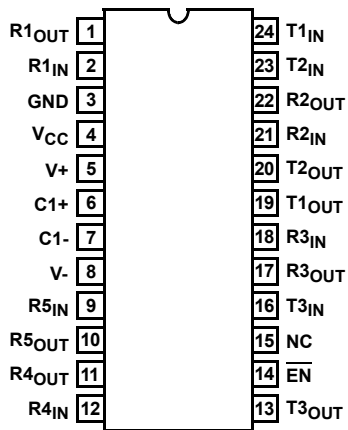 R1OUT 1 24 T1IN
R1IN 2 23 T2IN
GND 3 22 R2OUT
VCC 4 21 R2IN
V+ 5 20 T2OUT
C1+ 6 19 T1OUT
C1- 7 18 R3IN
V- 8 17 R3OUT
R5IN 9 16 T3IN
R5OUT 10 15 NC
R4OUT 11 14 E̅N̅
R4IN 12 13 T3OUT